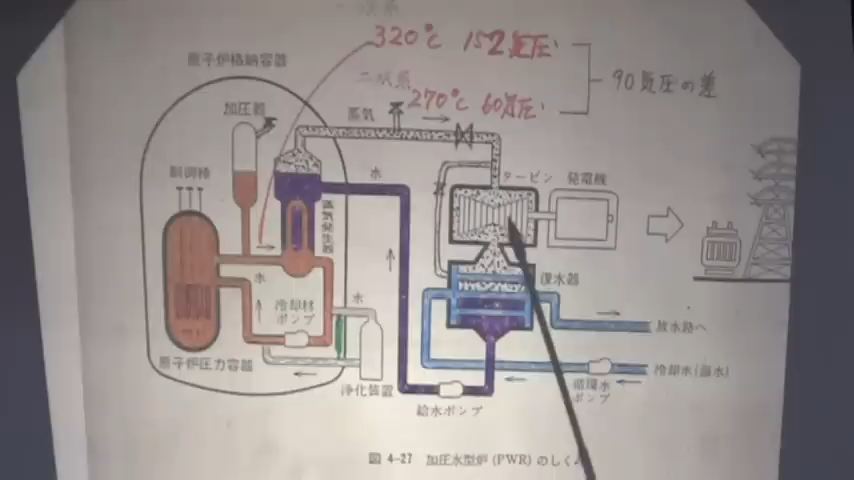 一次系
320℃ 152気圧
二次系
270℃ 60気圧
90気圧の差
原子炉格納容器
加圧器
蒸気
制御棒
水
タービン
発電機
蒸気発生器
復水器
水
冷却材
ポンプ
水
放水路へ
原子炉圧力容器
浄化装置
給水ポンプ
循環水
ポンプ
冷却水(海水)
図 4-27 加圧水型炉(PWR)のしく